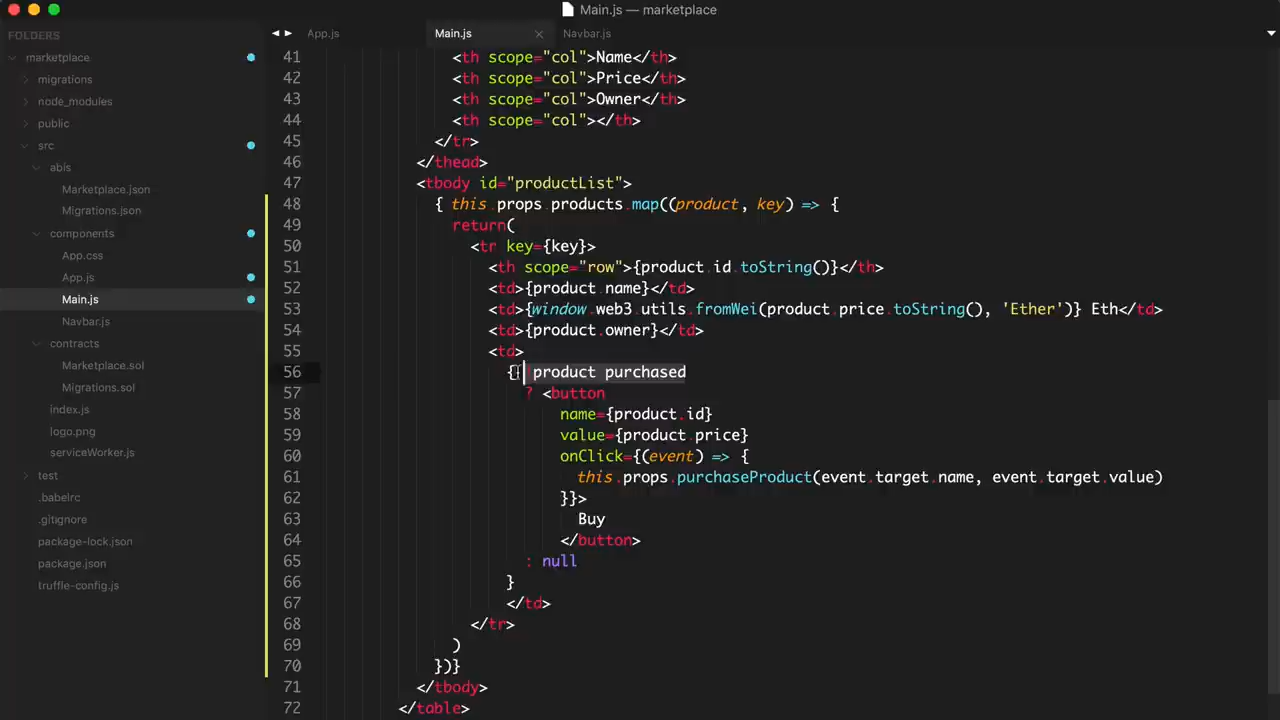 Main.js — marketplace
FOLDERS
marketplace
migrations
node_modules
public
src
abis
Marketplace.json
Migrations.json
components
App.css
App.js
Main.js
Navbar.js
contracts
Marketplace.sol
Migrations.sol
index.js
logo.png
serviceWorker.js
test
.babelrc
.gitignore
package-lock.json
package.json
truffle-config.js
App.js Main.js × Navbar.js
41 <th scope="col">Name</th>
42 <th scope="col">Price</th>
43 <th scope="col">Owner</th>
44 <th scope="col"></th>
45 </tr>
46 </thead>
47 <tbody id="productList">
48 { this.props.products.map((product, key) => {
49 return(
50 <tr key={key}>
51 <th scope="row">{product.id.toString()}</th>
52 <td>{product.name}</td>
53 <td>{window.web3.utils.fromWei(product.price.toString(), 'Ether')} Eth</td>
54 <td>{product.owner}</td>
55 <td>
56 { !product.purchased
57 ? <button
58 name={product.id}
59 value={product.price}
60 onClick={(event) => {
61 this.props.purchaseProduct(event.target.name, event.target.value)
62 }}>
63 Buy
64 </button>
65 : null
66 }
67 </td>
68 </tr>
69 )
70 })}
71 </tbody>
72 </table>